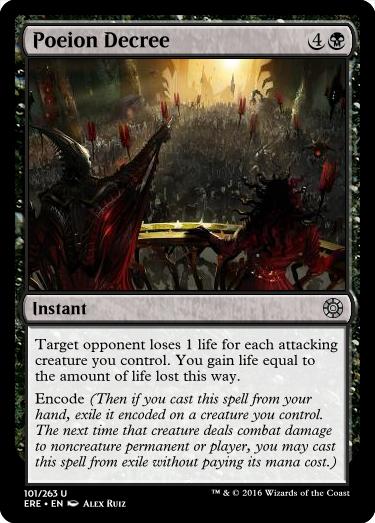 Poeion Decree 4
Instant
Target opponent loses 1 life for each attacking
creature you control. You gain life equal to
the amount of life lost this way.
Encode (Then if you cast this spell from your
hand, exile it encoded on a creature you control.
The next time that creature deals combat damage
to noncreature permanent or player, you may cast
this spell from exile without paying its mana cost.)
101/263 U
ERE • EN Alex Ruiz
™ & © 2016 Wizards of the Coast